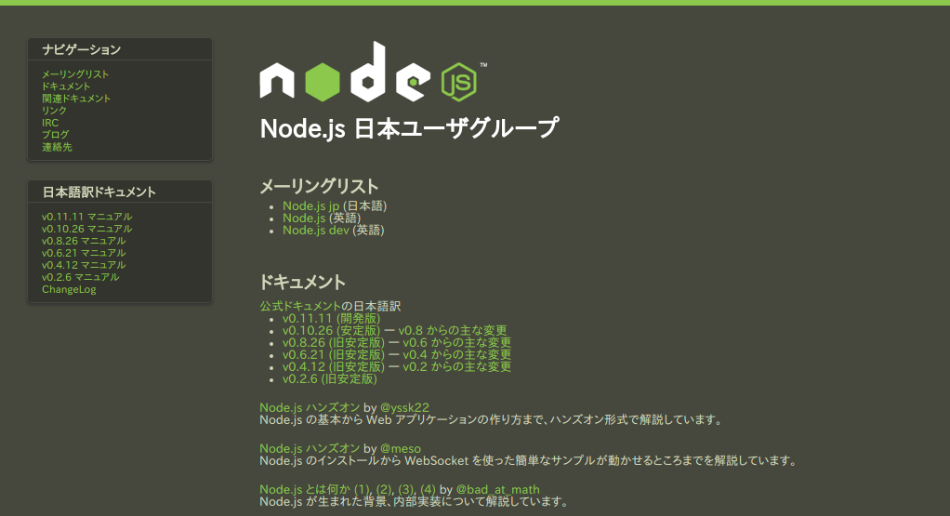 ナビゲーション
メーリングリスト
ドキュメント
関連ドキュメント
リンク
IRC
ブログ
連絡先
日本語訳ドキュメント
v0.11.11 マニュアル
v0.10.26 マニュアル
v0.8.26 マニュアル
v0.6.21 マニュアル
v0.4.12 マニュアル
v0.2.6 マニュアル
ChangeLog
node JS ™
Node.js 日本ユーザグループ
メーリングリスト
Node.js jp (日本語)
Node.js (英語)
Node.js dev (英語)
ドキュメント
公式ドキュメントの日本語訳
v0.11.11 (開発版)
v0.10.26 (安定版) ー v0.8 からの主な変更
v0.8.26 (旧安定版) ー v0.6 からの主な変更
v0.6.21 (旧安定版) ー v0.4 からの主な変更
v0.4.12 (旧安定版) ー v0.2 からの主な変更
v0.2.6 (旧安定版)
Node.js ハンズオン by @yssk22
Node.js の基本から Web アプリケーションの作り方まで、ハンズオン形式で解説しています。
Node.js ハンズオン by @meso
Node.js のインストールから WebSocket を使った簡単なサンプルが動かせるところまでを解説しています。
Node.js とは何か (1), (2), (3), (4) by @bad_at_math
Node.js が生まれた背景、内部実装について解説しています。